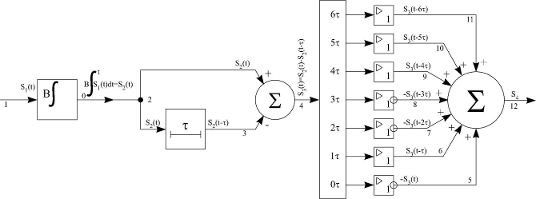 S₁(t)
1
B∫
0
B∫S₁(t)dt=S₂(t)
t
2
S₂(t)
S₂(t)
τ
S₂(t-τ)
3
+
-
Σ
4
S₃(t)=S₂(t)-S₂(t-τ)
6τ
1
S₃(t-6τ)
11
5τ
1
S₃(t-5τ)
10
4τ
1
S₃(t-4τ)
9
3τ
1
-S₃(t-3τ)
8
2τ
1
-S₃(t-2τ)
7
1τ
1
S₃(t-τ)
6
0τ
1
-S₃(t)
5
+
+
+
+
+
+
+
Σ
12